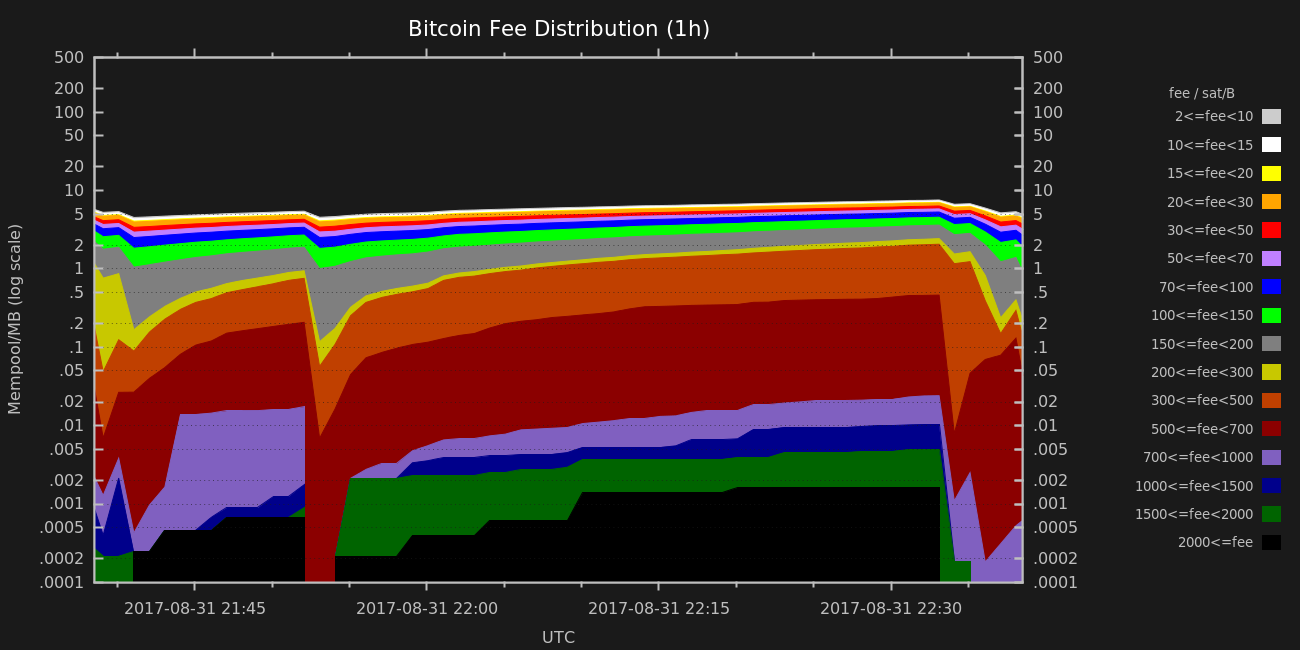 Bitcoin Fee Distribution (1h)
500 500
200 200
100 100
50 50
20 20
10 10
5 5
2 2
1 1
.5 .5
.2 .2
.1 .1
.05 .05
.02 .02
.01 .01
.005 .005
.002 .002
.001 .001
.0005 .0005
.0002 .0002
.0001 .0001
Mempool/MB (log scale)
2017-08-31 21:45 2017-08-31 22:00 2017-08-31 22:15 2017-08-31 22:30
UTC
fee / sat/B
2<=fee<10
10<=fee<15
15<=fee<20
20<=fee<30
30<=fee<50
50<=fee<70
70<=fee<100
100<=fee<150
150<=fee<200
200<=fee<300
300<=fee<500
500<=fee<700
700<=fee<1000
1000<=fee<1500
1500<=fee<2000
2000<=fee